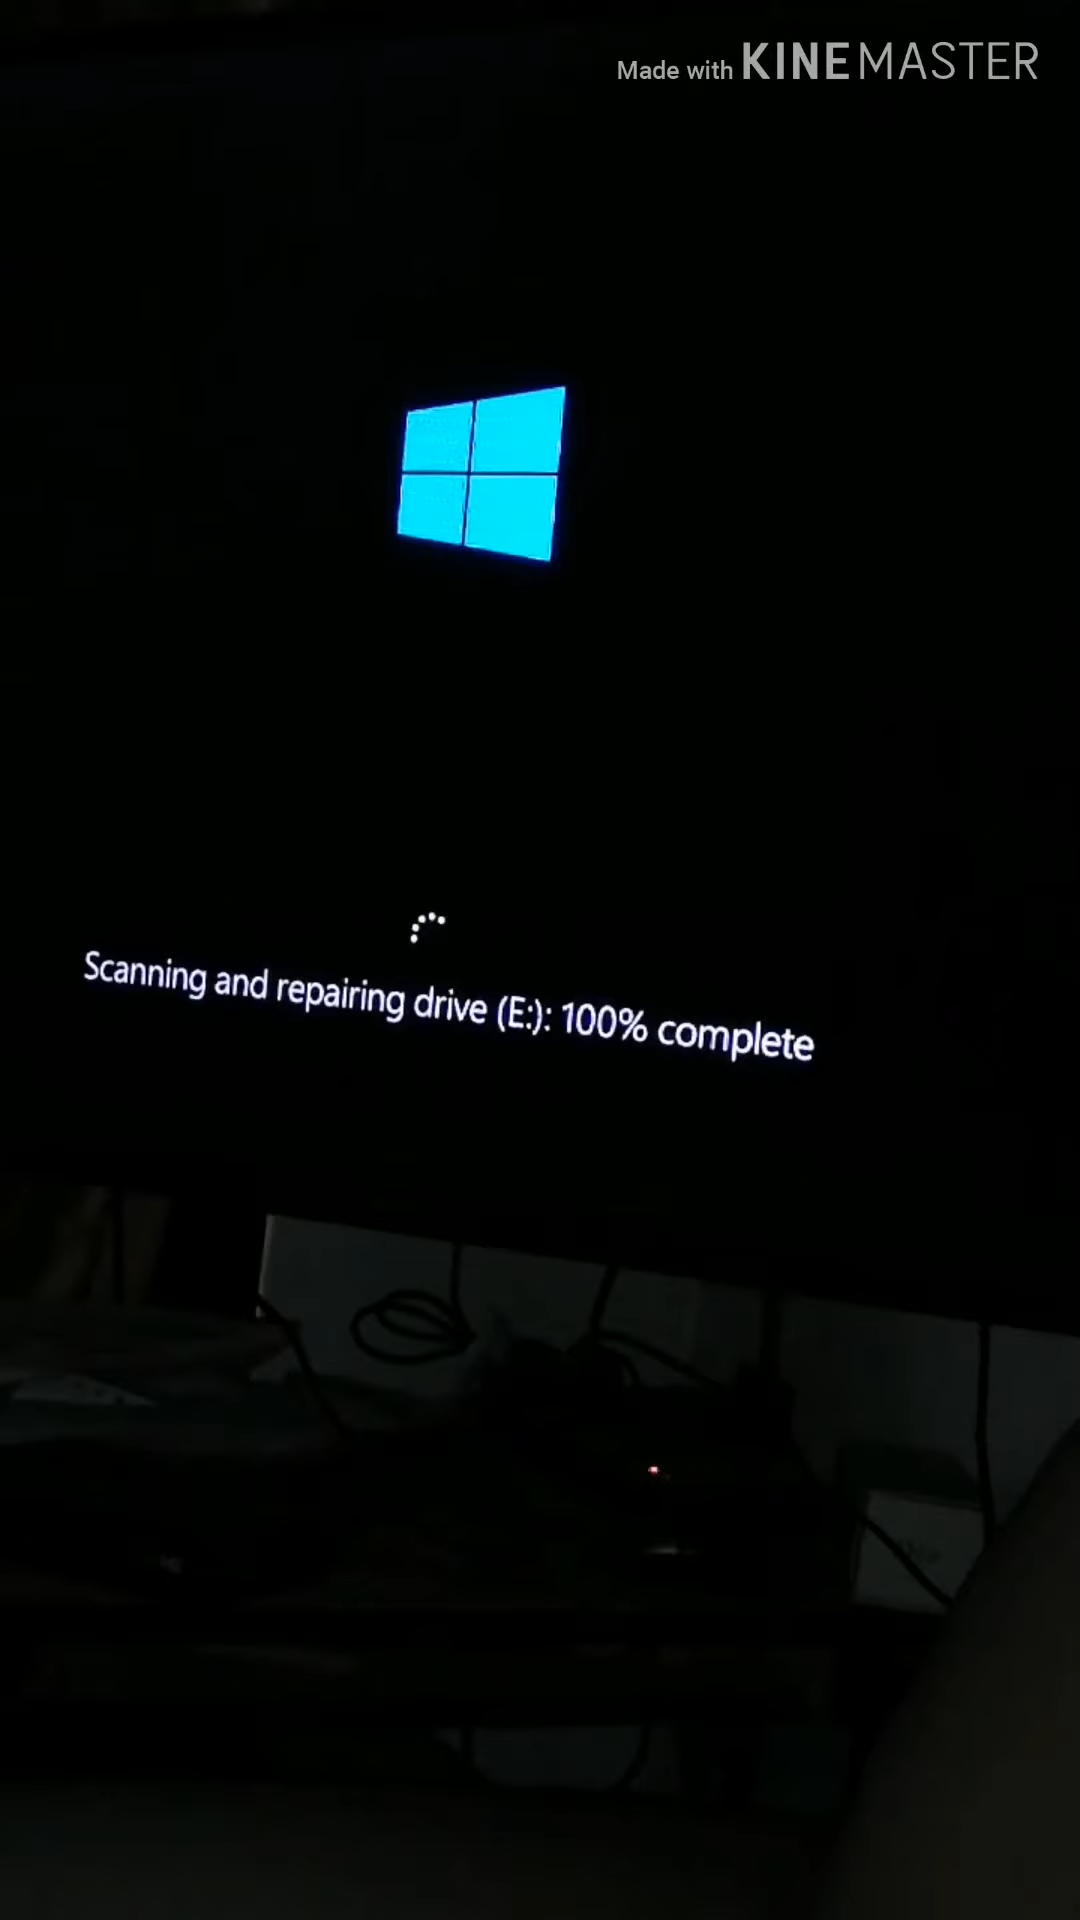 Made with KINEMASTER
Scanning and repairing drive (E:): 100% complete